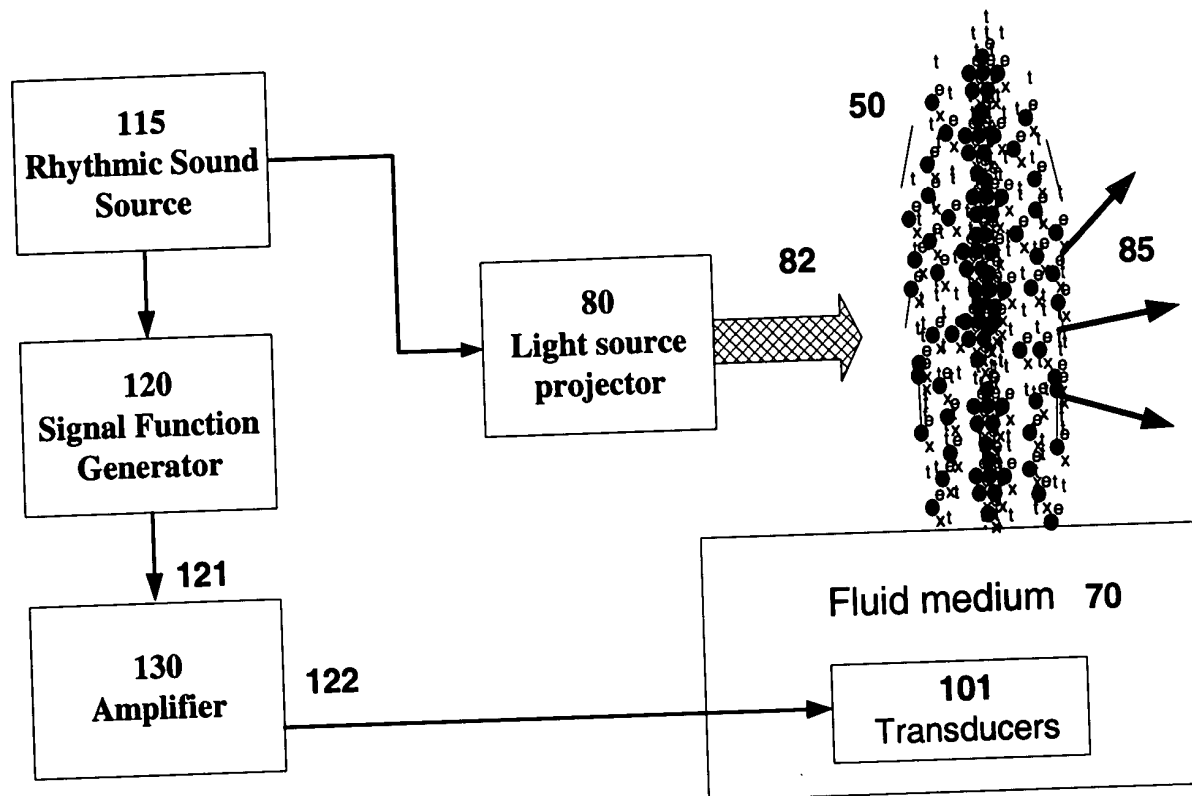 115
Rhythmic Sound
Source
50
82
85
80
Light source
projector
120
Signal Function
Generator
121
Fluid medium 70
130
Amplifier
122
101
Transducers